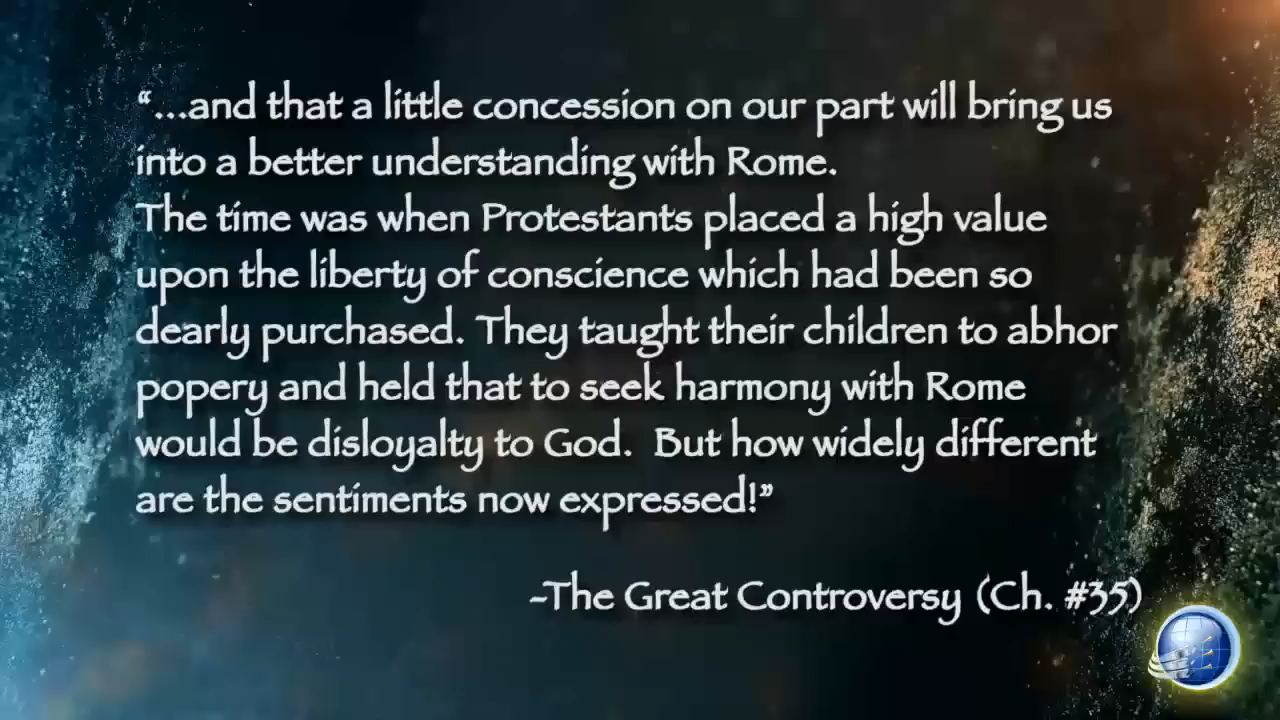 “...and that a little concession on our part will bring us
into a better understanding with Rome.
The time was when Protestants placed a high value
upon the liberty of conscience which had been so
dearly purchased. They taught their children to abhor
popery and held that to seek harmony with Rome
would be disloyalty to God.  But how widely different
are the sentiments now expressed!”
-The Great Controversy (Ch. #35)